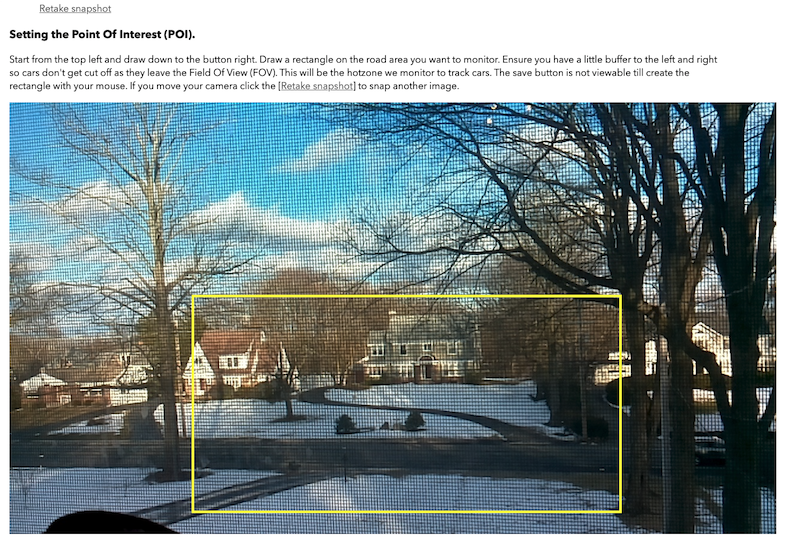 Retake snapshot
Setting the Point Of Interest (POI).
Start from the top left and draw down to the button right. Draw a rectangle on the road area you want to monitor. Ensure you have a little buffer to the left and right
so cars don't get cut off as they leave the Field Of View (FOV). This will be the hotzone we monitor to track cars. The save button is not viewable till create the
rectangle with your mouse. If you move your camera click the [Retake snapshot] to snap another image.